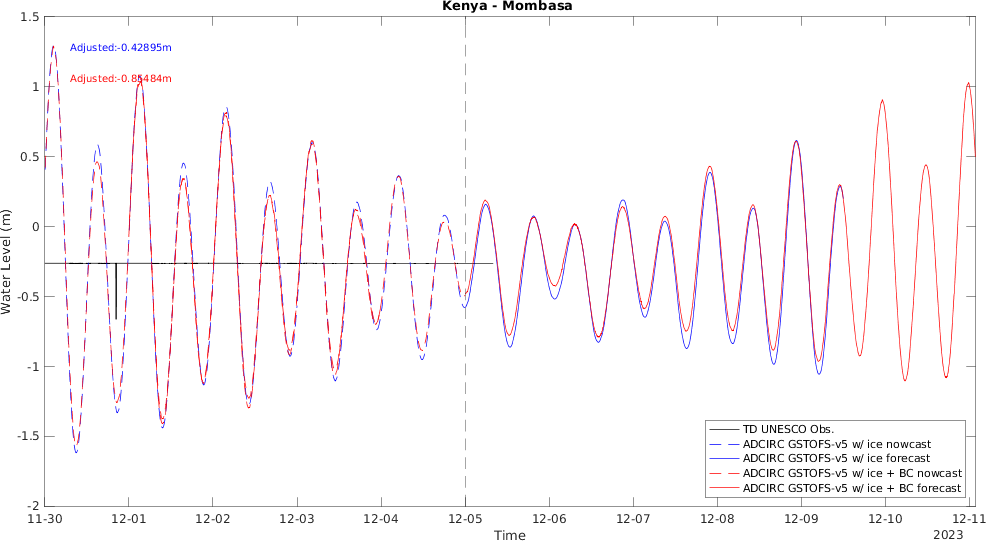 Kenya - Mombasa
Adjusted:-0.42895m
Adjusted:-0.85484m
Water Level (m)
1.5
1
0.5
0
-0.5
-1
-1.5
-2
TD UNESCO Obs.
ADCIRC GSTOFS-v5 w/ ice nowcast
ADCIRC GSTOFS-v5 w/ ice forecast
ADCIRC GSTOFS-v5 w/ ice + BC nowcast
ADCIRC GSTOFS-v5 w/ ice + BC forecast
11-30 12-01 12-02 12-03 12-04 12-05 12-06 12-07 12-08 12-09 12-10 12-11
Time
2023